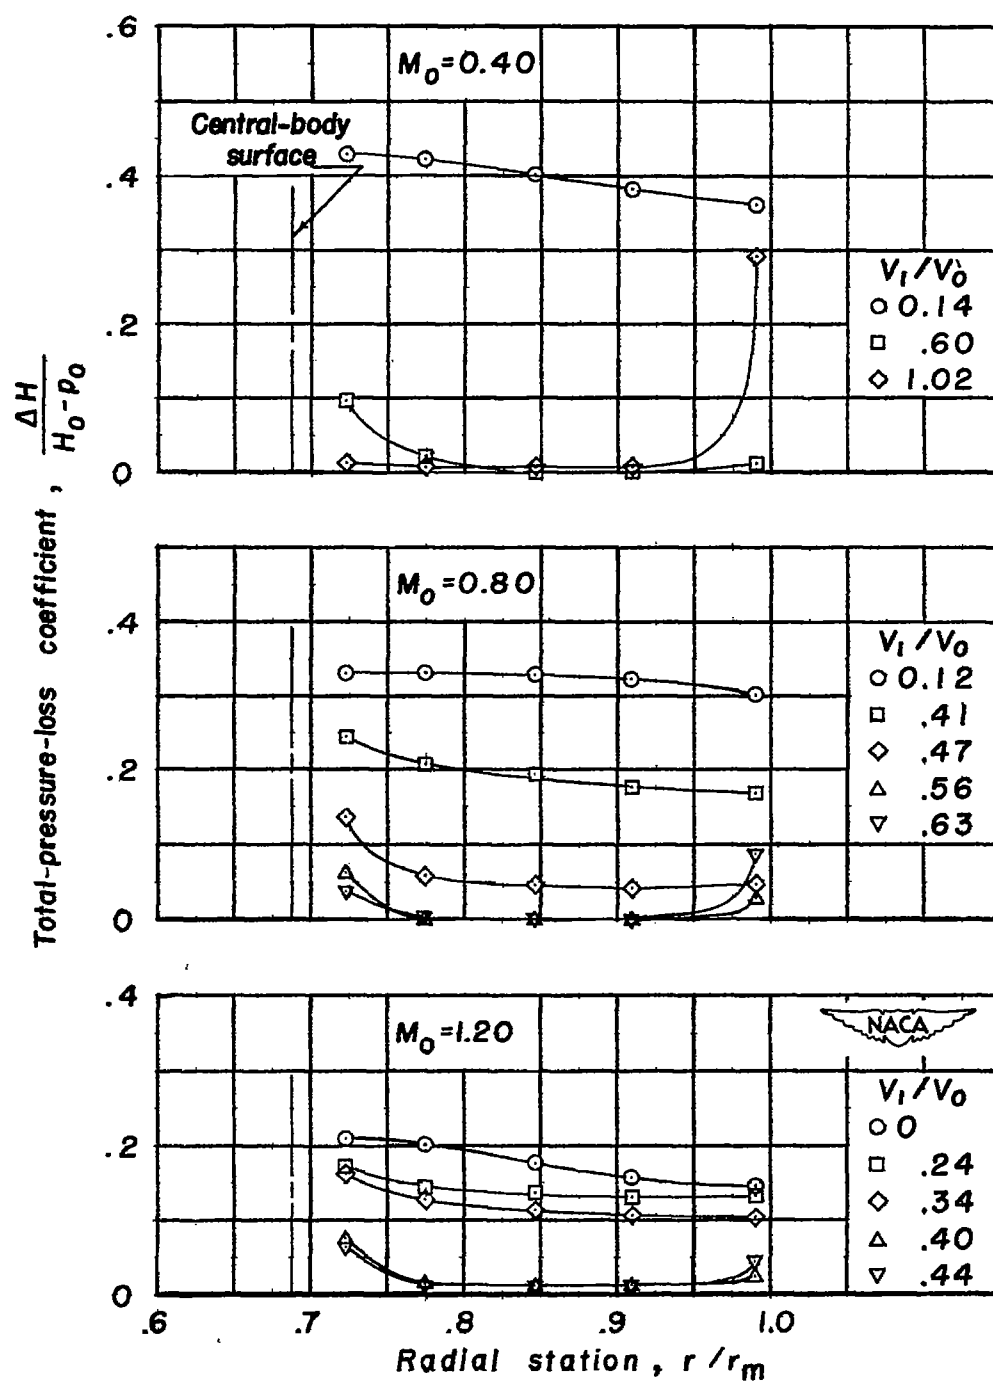 .6
M₀=0.40
Central-body
surface
.4
V₁/V₀
0.14
.60
1.02
.2
0
Total-pressure-loss coefficient, ΔH/H₀-p₀
M₀=0.80
.4
V₁/V₀
0.12
.41
.47
.56
.63
.2
0
.4
M₀=1.20
NACA
V₁/V₀
0
.24
.34
.40
.44
.2
0
.6 .7 .8 .9 1.0
Radial station, r/rₘ